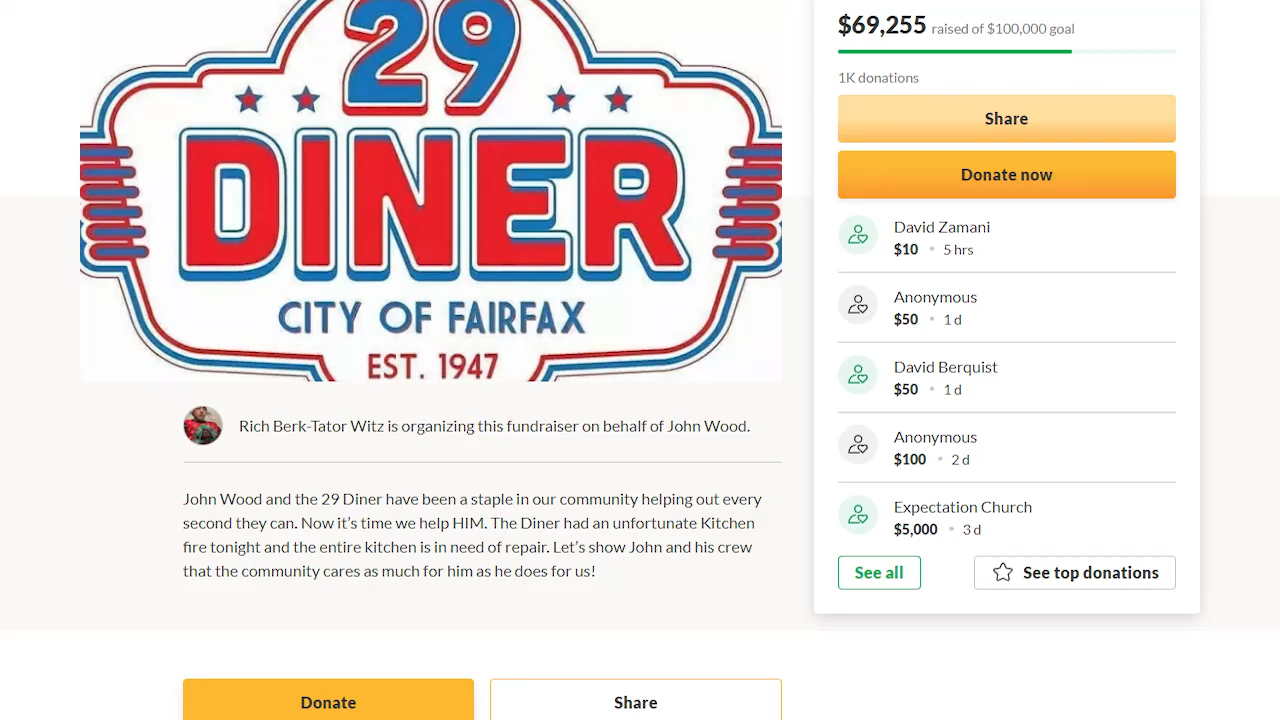 29
DINER
CITY OF FAIRFAX
EST. 1947
Rich Berk-Tator Witz is organizing this fundraiser on behalf of John Wood.
John Wood and the 29 Diner have been a staple in our community helping out every
second they can. Now it’s time we help HIM. The Diner had an unfortunate Kitchen
fire tonight and the entire kitchen is in need of repair. Let’s show John and his crew
that the community cares as much for him as he does for us!
Donate
Share
$69,255 raised of $100,000 goal
1K donations
Share
Donate now
David Zamani
$10 • 5 hrs
Anonymous
$50 • 1 d
David Berquist
$50 • 1 d
Anonymous
$100 • 2 d
Expectation Church
$5,000 • 3 d
See all
See top donations